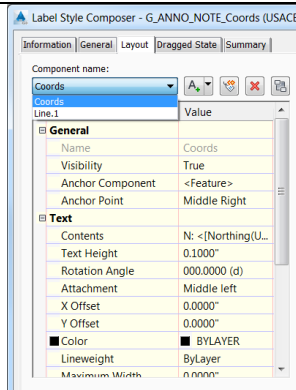 Label Style Composer - G_ANNO_NOTE_Coords (USACE
Information General Layout Dragged State Summary
Component name:
Coords
Coords
Line.1
Value
General
Name Coords
Visibility True
Anchor Component <Feature>
Anchor Point Middle Right
Text
Contents N: <[Northing(U...
Text Height 0.1000"
Rotation Angle 000.0000 (d)
Attachment Middle left
X Offset 0.0000"
Y Offset 0.0000"
Color BYLAYER
Lineweight ByLayer
Maximum Width 0.0000"